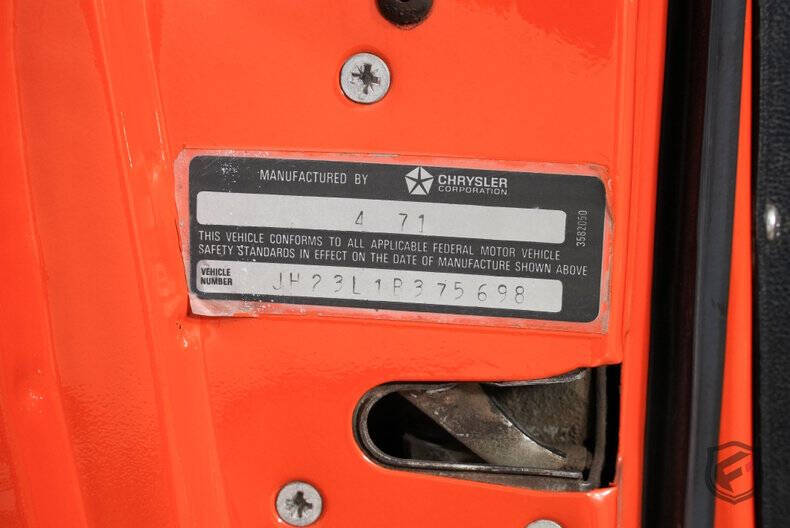 MANUFACTURED BY CHRYSLER CORPORATION
4 71
THIS VEHICLE CONFORMS TO ALL APPLICABLE FEDERAL MOTOR VEHICLE
SAFETY STANDARDS IN EFFECT ON THE DATE OF MANUFACTURE SHOWN ABOVE
VEHICLE NUMBER JH23L1B375698
3582050